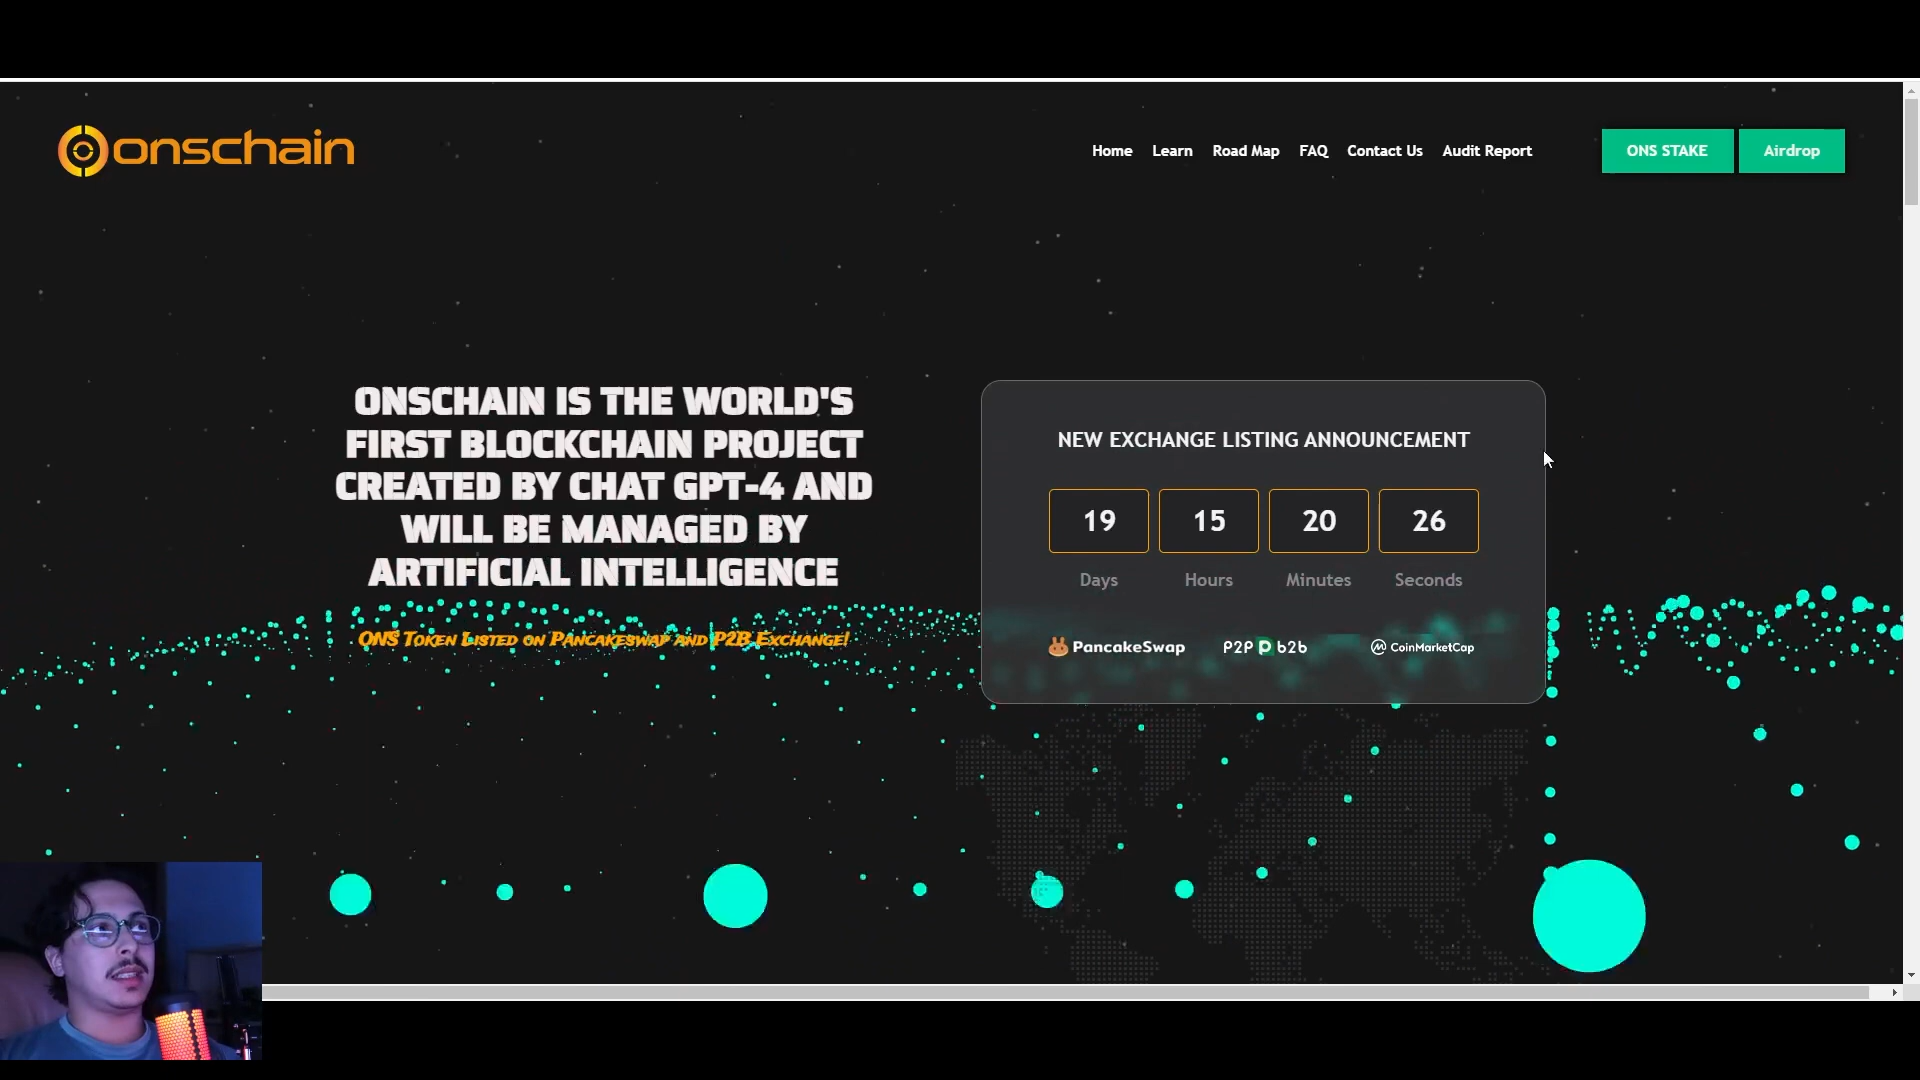 onschain
Home Learn Road Map FAQ Contact Us Audit Report ONS STAKE Airdrop
ONSCHAIN IS THE WORLD'S
FIRST BLOCKCHAIN PROJECT
CREATED BY CHAT GPT-4 AND
WILL BE MANAGED BY
ARTIFICIAL INTELLIGENCE
ONS Token Listed on Pancakeswap and P2B Exchange!
NEW EXCHANGE LISTING ANNOUNCEMENT
19 15 20 26
Days Hours Minutes Seconds
PancakeSwap P2P b2b CoinMarketCap